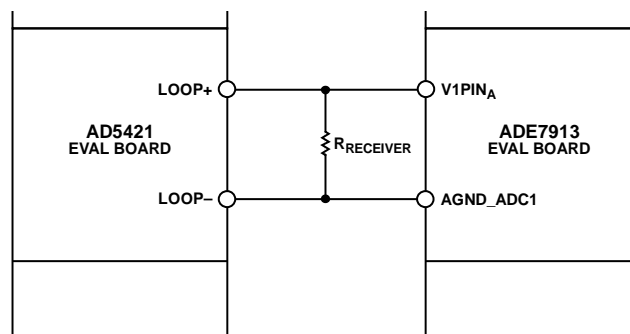 LOOP+
V1PINA
AD5421
EVAL BOARD
RRECEIVER
ADE7913
EVAL BOARD
LOOP–
AGND_ADC1